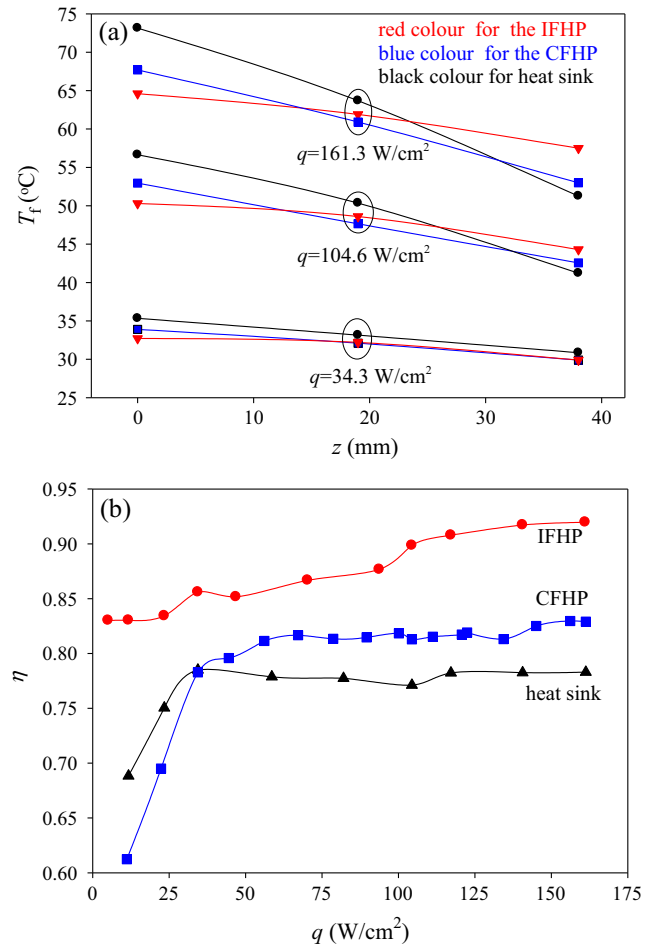 (a)
red colour for the IFHP
blue colour for the CFHP
black colour for heat sink
75
70
65
60
55
50
45
40
35
30
25
T_f (°C)
q=161.3 W/cm²
q=104.6 W/cm²
q=34.3 W/cm²
0 10 20 30 40
z (mm)
(b)
0.95
0.90
0.85
0.80
0.75
0.70
0.65
0.60
η
IFHP
CFHP
heat sink
0 25 50 75 100 125 150 175
q (W/cm²)